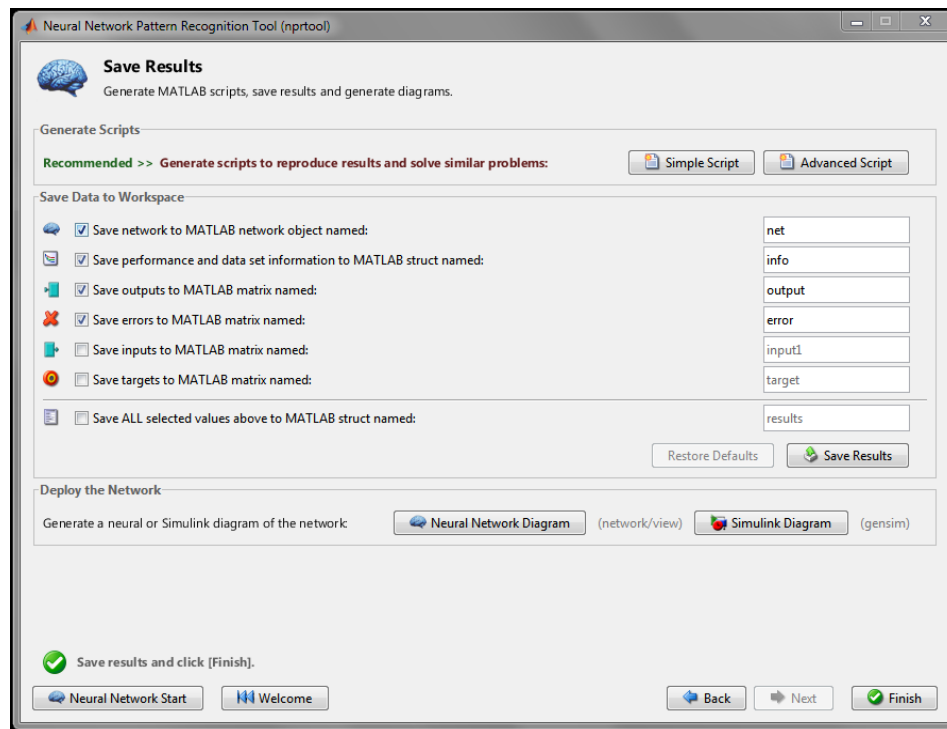 Neural Network Pattern Recognition Tool (nprtool)
Save Results
Generate MATLAB scripts, save results and generate diagrams.
Generate Scripts
Recommended >> Generate scripts to reproduce results and solve similar problems: Simple Script Advanced Script
Save Data to Workspace
Save network to MATLAB network object named: net
Save performance and data set information to MATLAB struct named: info
Save outputs to MATLAB matrix named: output
Save errors to MATLAB matrix named: error
Save inputs to MATLAB matrix named: input1
Save targets to MATLAB matrix named: target
Save ALL selected values above to MATLAB struct named: results
Restore Defaults Save Results
Deploy the Network
Generate a neural or Simulink diagram of the network: Neural Network Diagram (network/view) Simulink Diagram (gensim)
Save results and click [Finish].
Neural Network Start Welcome Back Next Finish